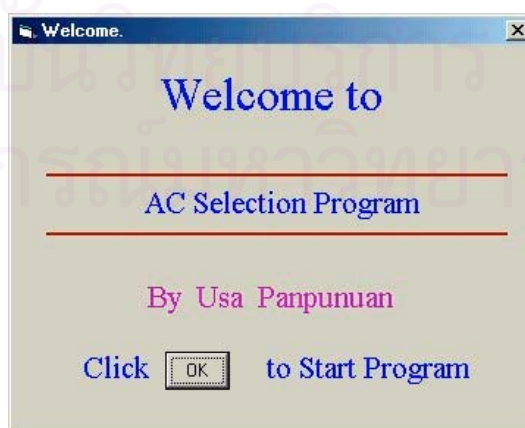 Welcome.
Welcome to
AC Selection Program
By Usa Panpunuan
Click OK to Start Program